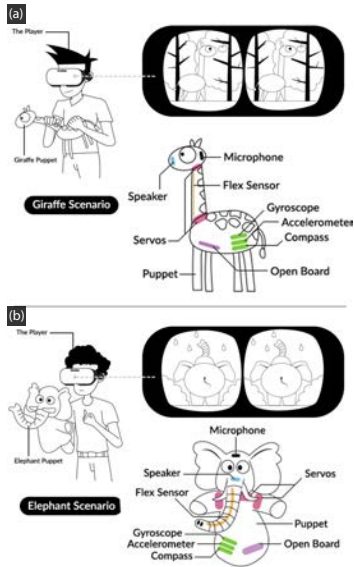 (a)
The Player
Giraffe Puppet
Giraffe Scenario
Microphone
Speaker
Flex Sensor
Gyroscope
Accelerometer
Servos
Compass
Puppet
Open Board
(b)
The Player
Elephant Puppet
Elephant Scenario
Microphone
Speaker
Servos
Flex Sensor
Puppet
Gyroscope
Accelerometer
Open Board
Compass